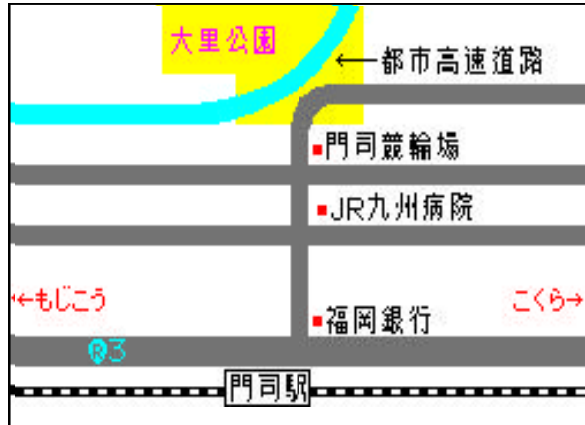 大里公園
←都市高速道路
門司競輪場
JR九州病院
←もじこう
こくら→
福岡銀行
R3
門司駅